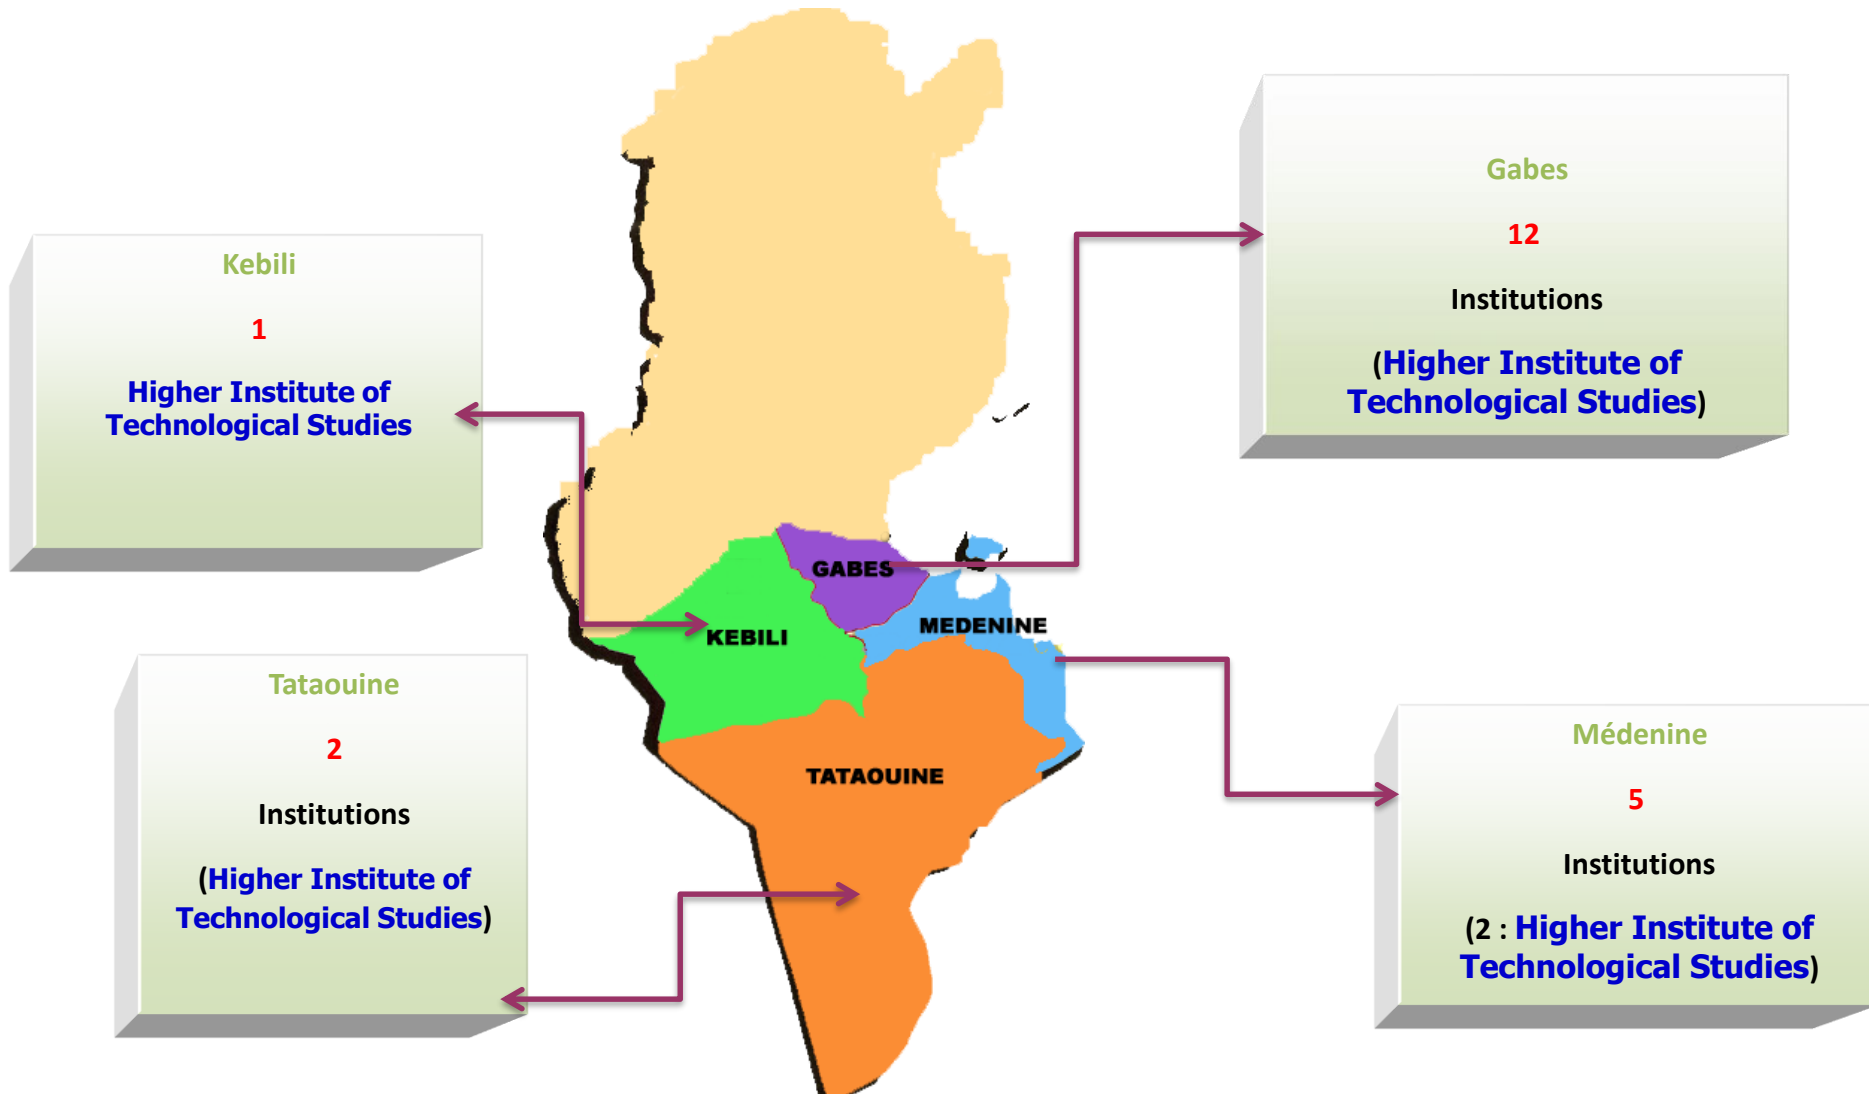 Gabes
12
Institutions
(Higher Institute of
Technological Studies)
Kebili
1
Higher Institute of
Technological Studies
GABES
MEDENINE
KEBILI
TATAOUINE
Tataouine
2
Institutions
(Higher Institute of
Technological Studies)
Médenine
5
Institutions
(2 : Higher Institute of
Technological Studies)